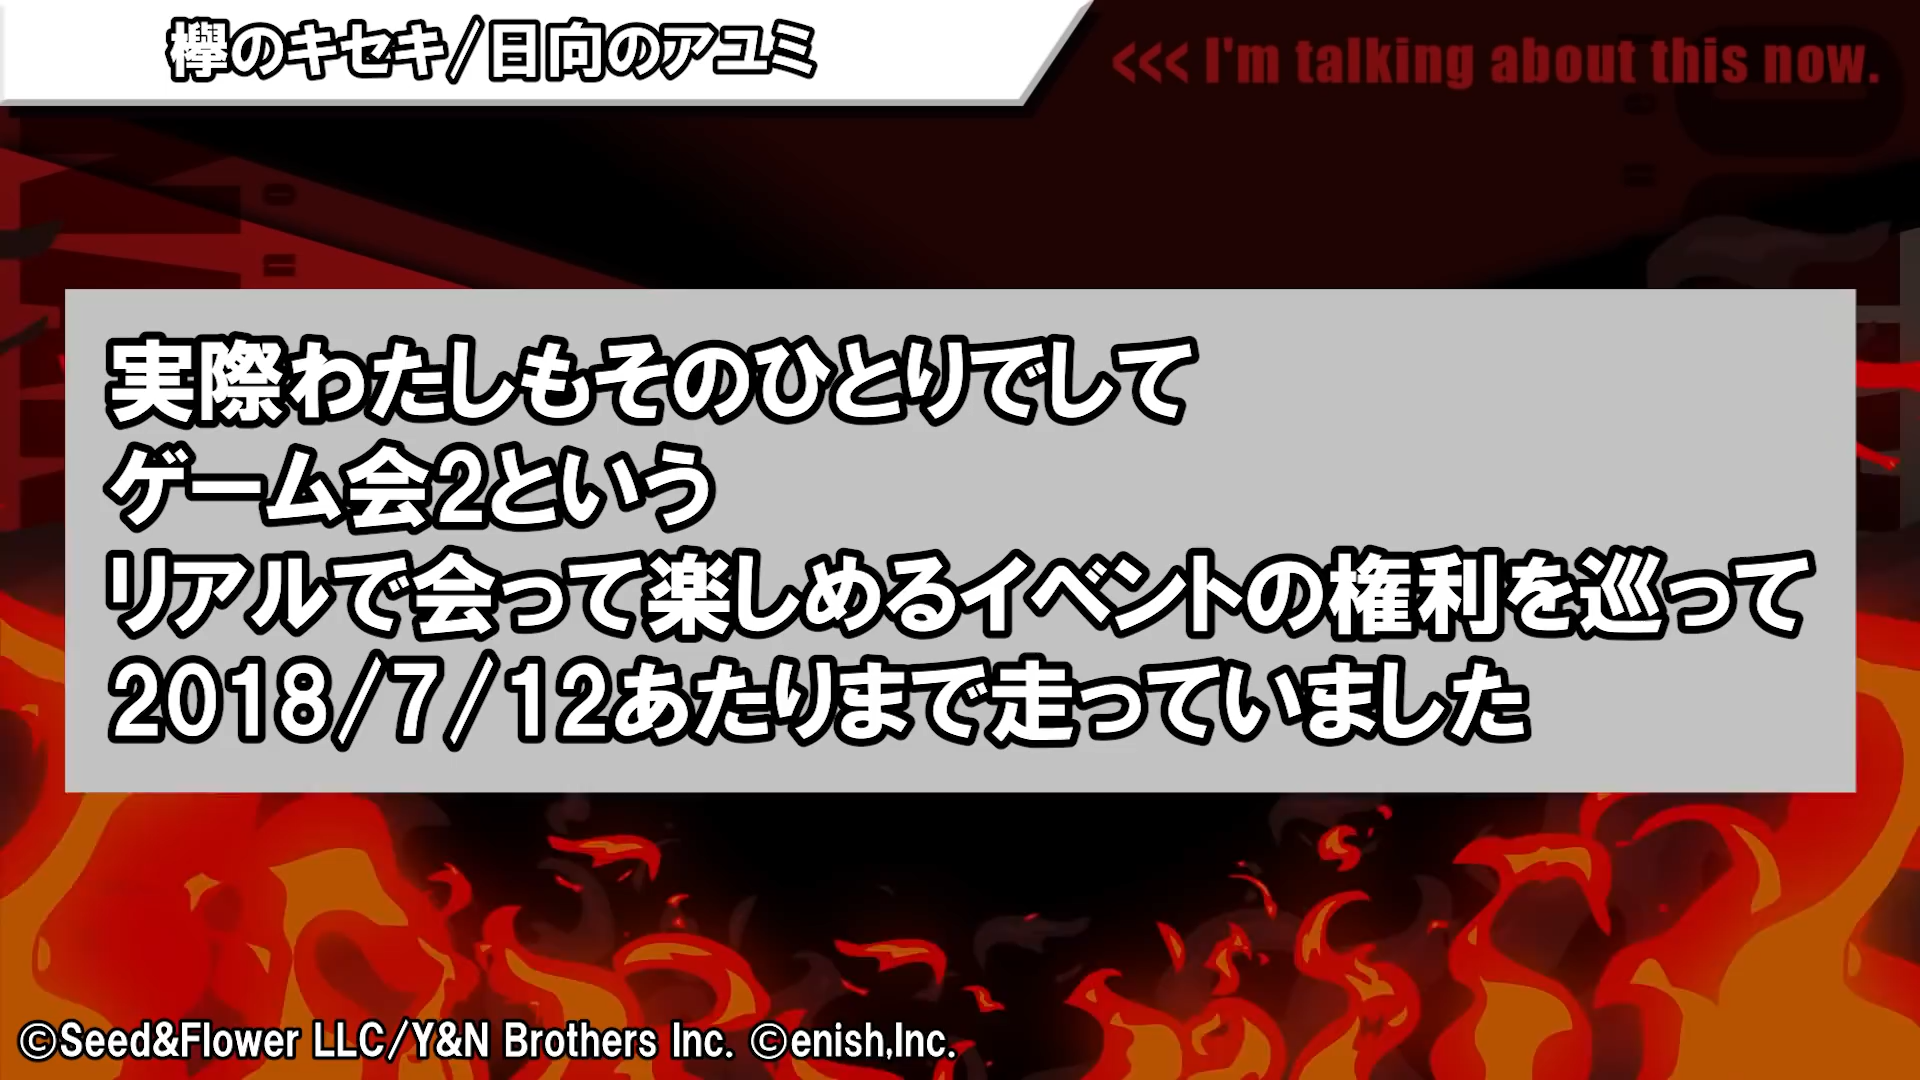 欅のキセキ/日向のアユミ
<<< I'm talking about this now.
実際わたしもそのひとりでして
ゲーム会2という
リアルで会って楽しめるイベントの権利を巡って
2018/7/12あたりまで走っていました
©Seed&Flower LLC/Y&N Brothers Inc. ©enish,Inc.